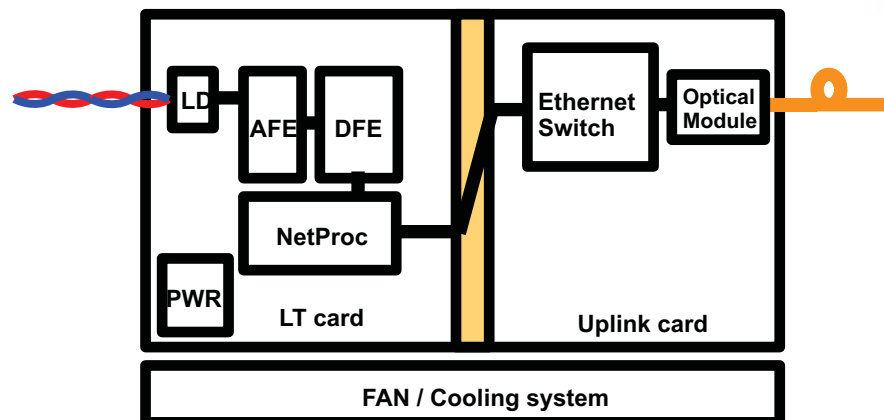 LD
AFE
DFE
NetProc
PWR
LT card
Ethernet
Switch
Optical
Module
Uplink card
FAN / Cooling system